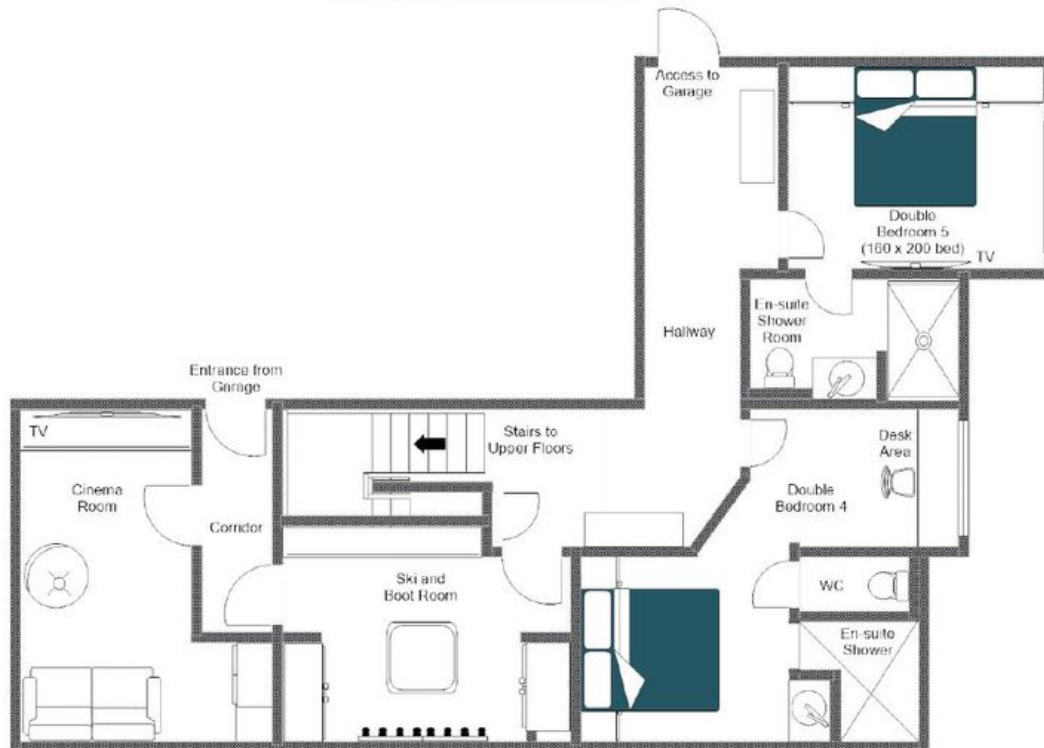 Access to
Garage
Double
Bedroom 5
(160 x 200 bed)
TV
En-suite
Shower
Room
Hallway
Entrance from
Garage
TV
Stairs to
Upper Floors
Desk
Area
Cinema
Room
Double
Bedroom 4
Corridor
Ski and
Boot Room
WC
En-suite
Shower